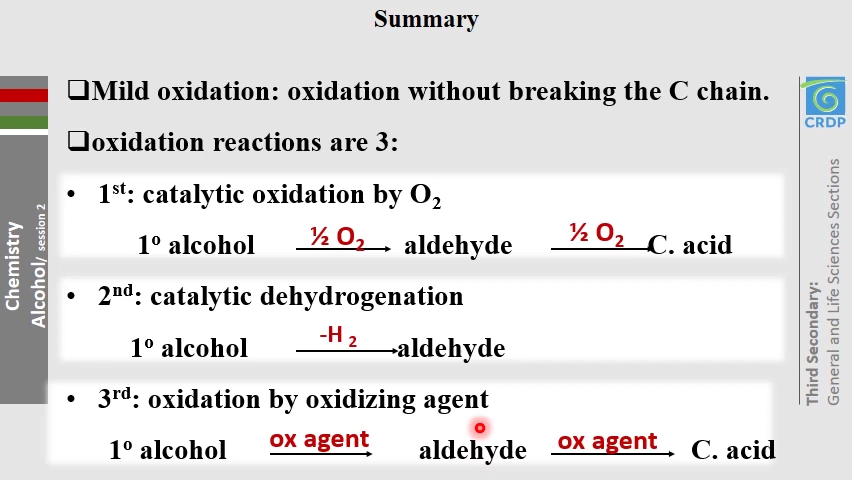 Summary
❑Mild oxidation: oxidation without breaking the C chain.
❑oxidation reactions are 3:
• 1st: catalytic oxidation by O₂
1º alcohol ½ O₂ aldehyde ½ O₂ C. acid
• 2nd: catalytic dehydrogenation
1º alcohol -H ₂ aldehyde
• 3rd: oxidation by oxidizing agent
1º alcohol ox agent aldehyde ox agent C. acid
Chemistry
Alcohol/ session 2
CRDP
Third Secondary:
General and Life Sciences Sections